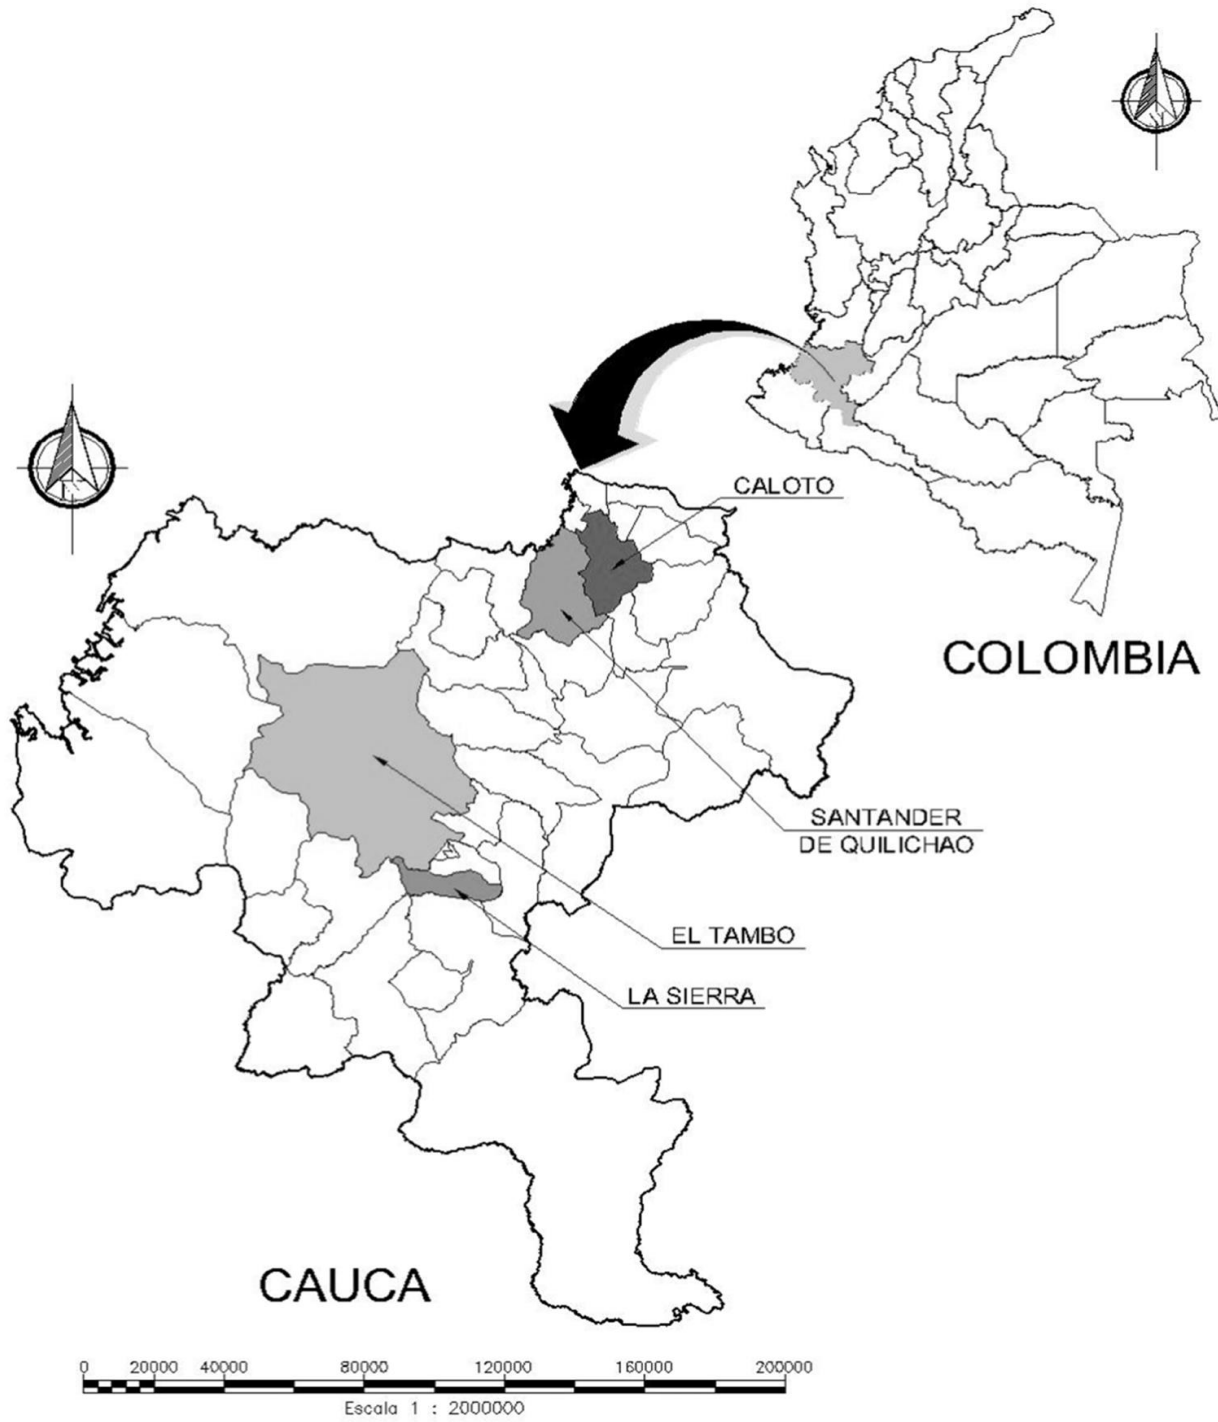 CALOTO
COLOMBIA
SANTANDER
DE QUILICHAO
EL TAMBO
LA SIERRA
CAUCA
0 20000 40000 80000 120000 160000 200000
Escala 1 : 2000000